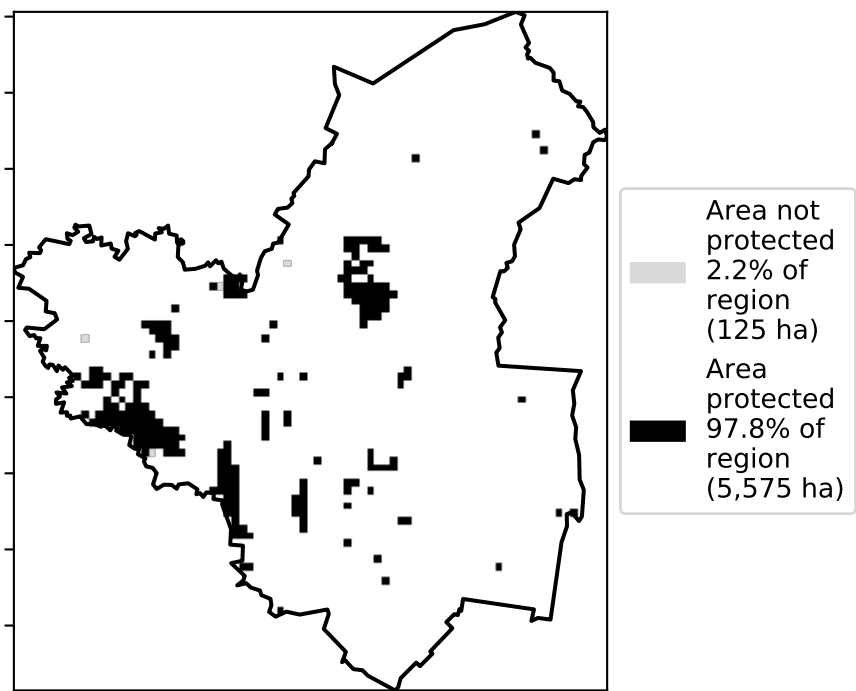 Area not
protected
2.2% of
region
(125 ha)
Area
protected
97.8% of
region
(5,575 ha)